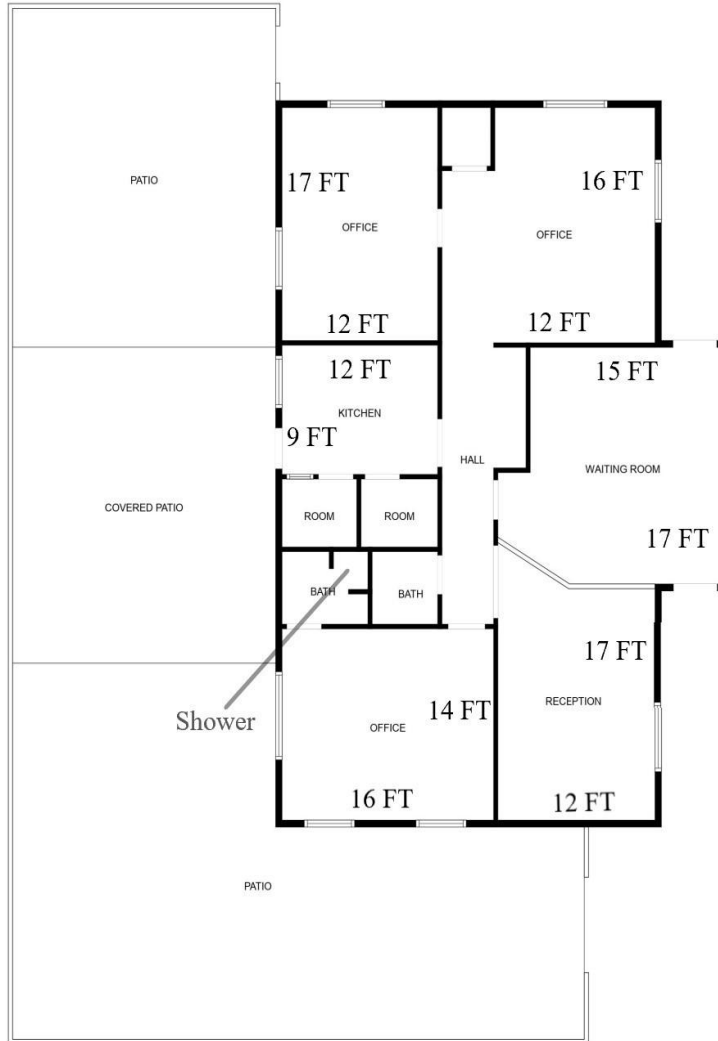 PATIO
17 FT
16 FT
OFFICE
OFFICE
12 FT
12 FT
12 FT
15 FT
KITCHEN
9 FT
HALL
WAITING ROOM
COVERED PATIO
ROOM
ROOM
17 FT
BATH
BATH
17 FT
RECEPTION
14 FT
Shower
OFFICE
16 FT
12 FT
PATIO